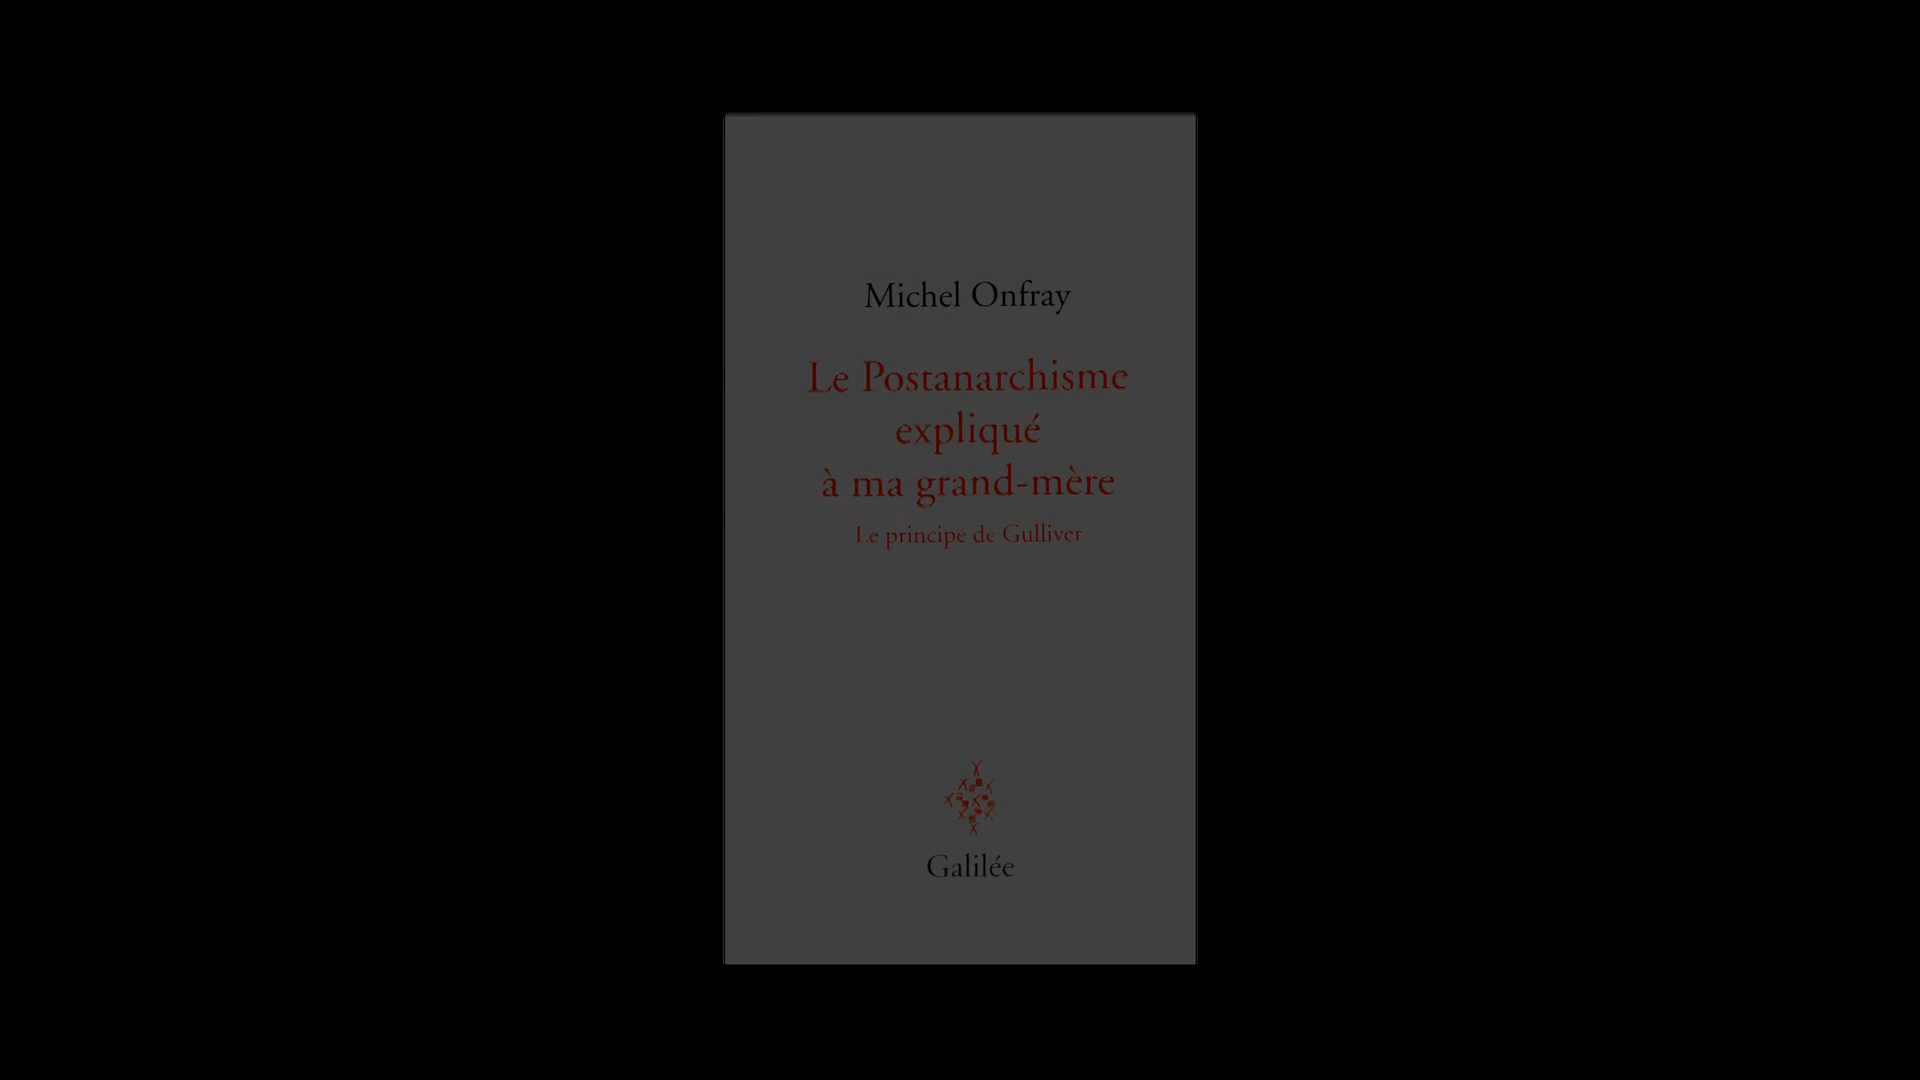 Michel Onfray
Le Postanarchisme
expliqué
à ma grand-mère
Le principe de Gulliver
Galilée